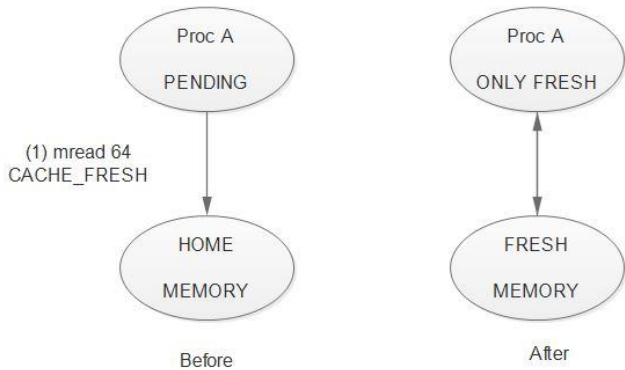 Proc A
PENDING
(1) mread 64
CACHE_FRESH
HOME
MEMORY
Before
Proc A
ONLY FRESH
FRESH
MEMORY
After